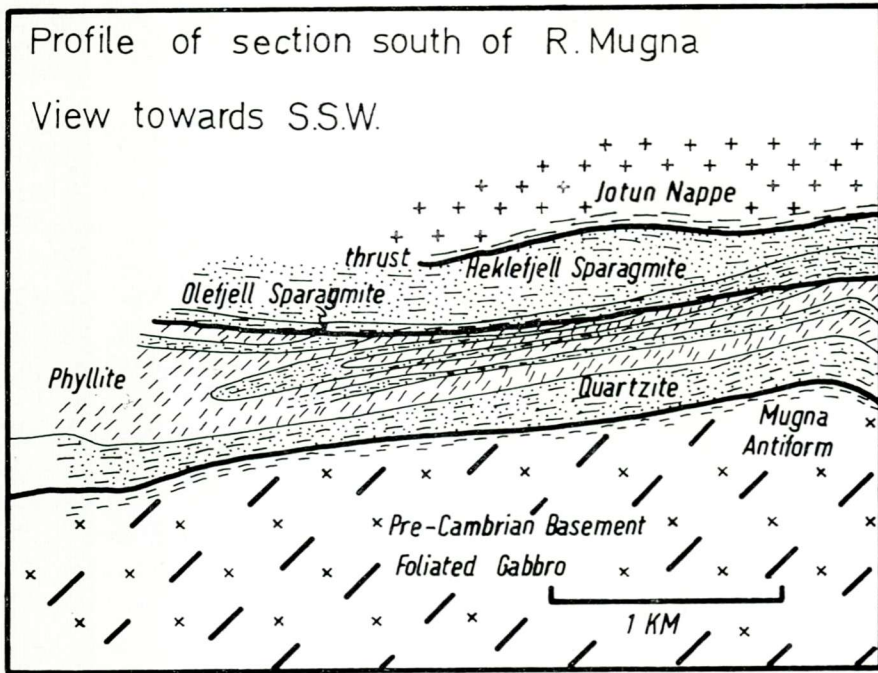 Profile of section south of R. Mugna
View towards S.S.W.
Jotun Nappe
thrust
Heklefjell Sparagmite
Olefjell Sparagmite
Phyllite
Quartzite
Mugna
Antiform
Pre-Cambrian Basement
Foliated Gabbro
1 KM